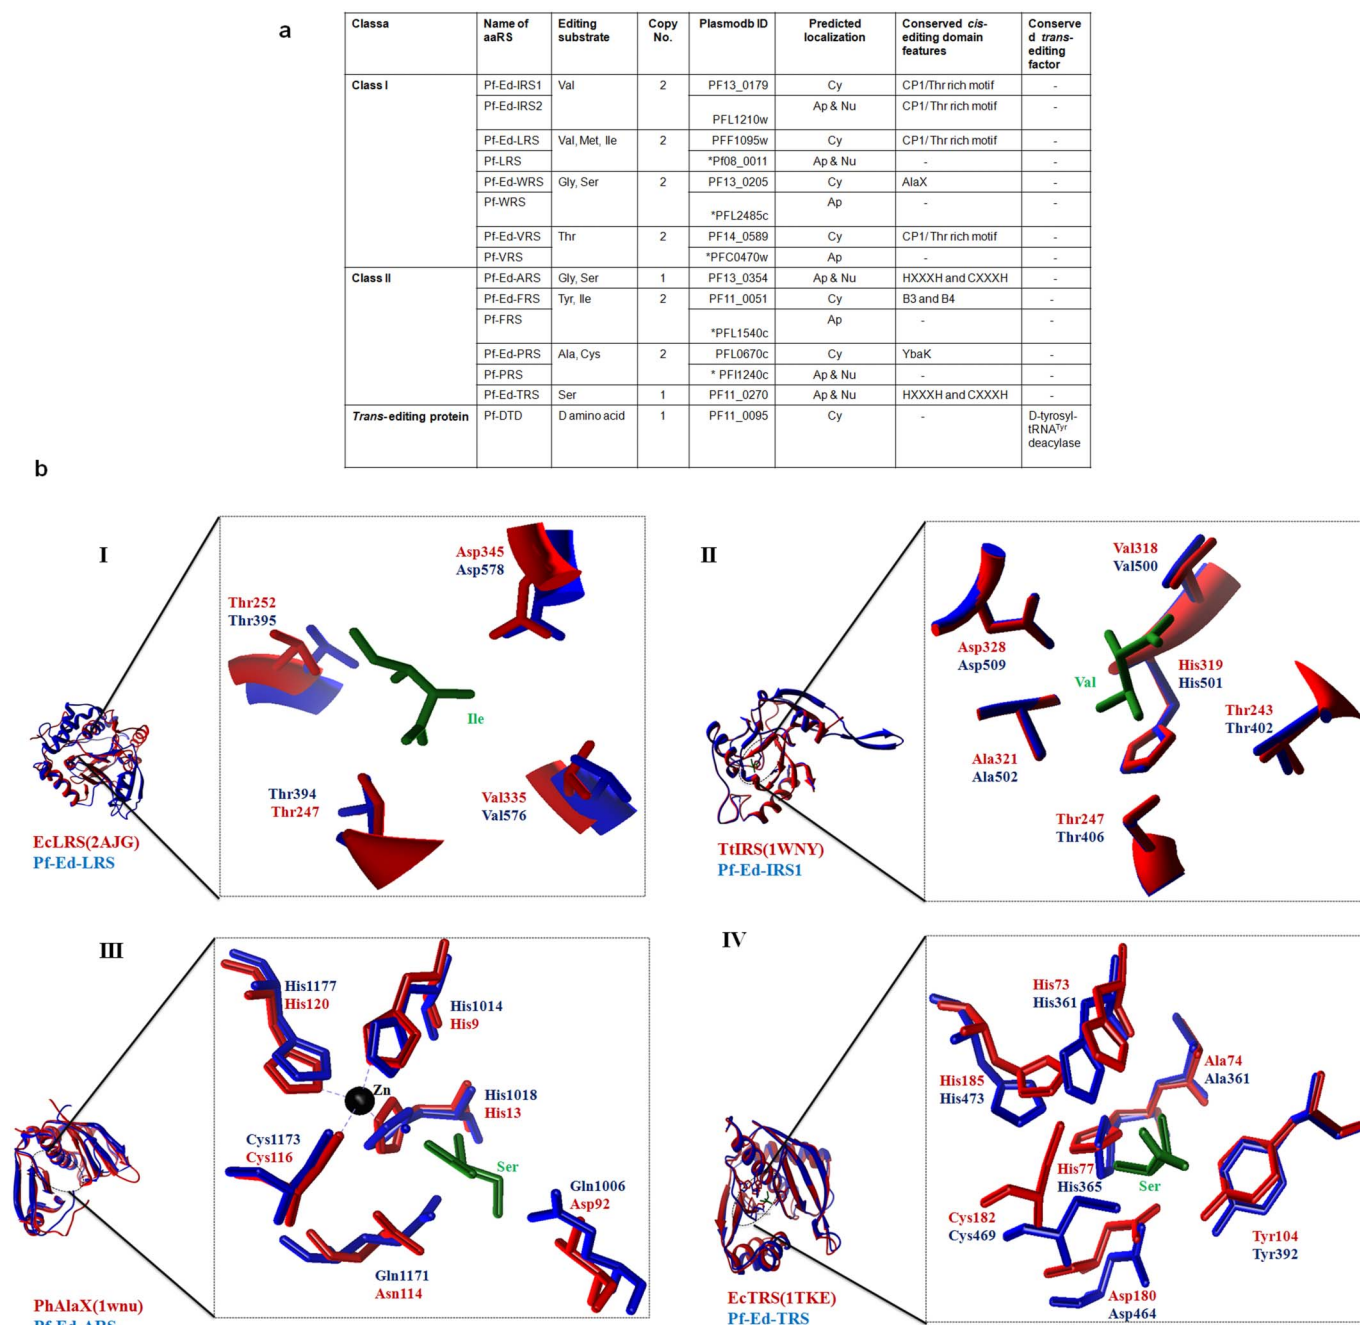 a
Classa	Name of aaRS	Editing substrate	Copy No.	Plasmodb ID	Predicted localization	Conserved cis-editing domain features	Conserve d trans-editing factor
Class I	Pf-Ed-IRS1	Val	2	PF13_0179	Cy	CP1/Thr rich motif	-
Pf-Ed-IRS2	PFL1210w	Ap & Nu	CP1/Thr rich motif	-
Pf-Ed-LRS	Val, Met, Ile	2	PFF1095w	Cy	CP1/Thr rich motif	-
Pf-LRS	*Pf08_0011	Ap & Nu	-	-
Pf-Ed-WRS	Gly, Ser	2	PF13_0205	Cy	AlaX	-
Pf-WRS	*PFL2485c	Ap	-	-
Pf-Ed-VRS	Thr	2	PF14_0589	Cy	CP1/Thr rich motif	-
Pf-VRS	*PFC0470w	Ap	-	-
Class II	Pf-Ed-ARS	Gly, Ser	1	PF13_0354	Ap & Nu	HXXXH and CXXXH	-
Pf-Ed-FRS	Tyr, Ile	2	PF11_0051	Cy	B3 and B4	-
Pf-FRS	*PFL1540c	Ap	-	-
Pf-Ed-PRS	Ala, Cys	2	PFL0670c	Cy	YbaK	-
Pf-PRS	* PFI1240c	Ap & Nu	-	-
Pf-Ed-TRS	Ser	1	PF11_0270	Ap & Nu	HXXXH and CXXXH	-
Trans-editing protein	Pf-DTD	D amino acid	1	PF11_0095	Cy	-	D-tyrosyl-tRNATyr deacylase
b
I
Asp345
Asp578
Thr252
Thr395
Ile
Thr394
Thr247
Val335
Val576
EcLRS(2AJG)
Pf-Ed-LRS
II
Val318
Val500
Asp328
Asp509
Val
His319
His501
Thr243
Thr402
Ala321
Ala502
Thr247
Thr406
TtIRS(1WNY)
Pf-Ed-IRS1
III
His1177
His120
His1014
His9
Zn
His1018
His13
Cys1173
Cys116
Ser
Gln1006
Asp92
Gln1171
Asn114
PhAlaX(1wnu)
Pf-Ed-ARS
IV
His73
His361
Ala74
Ala361
His185
His473
His77
His365
Ser
Cys182
Cys469
Tyr104
Tyr392
Asp180
Asp464
EcTRS(1TKE)
Pf-Ed-TRS